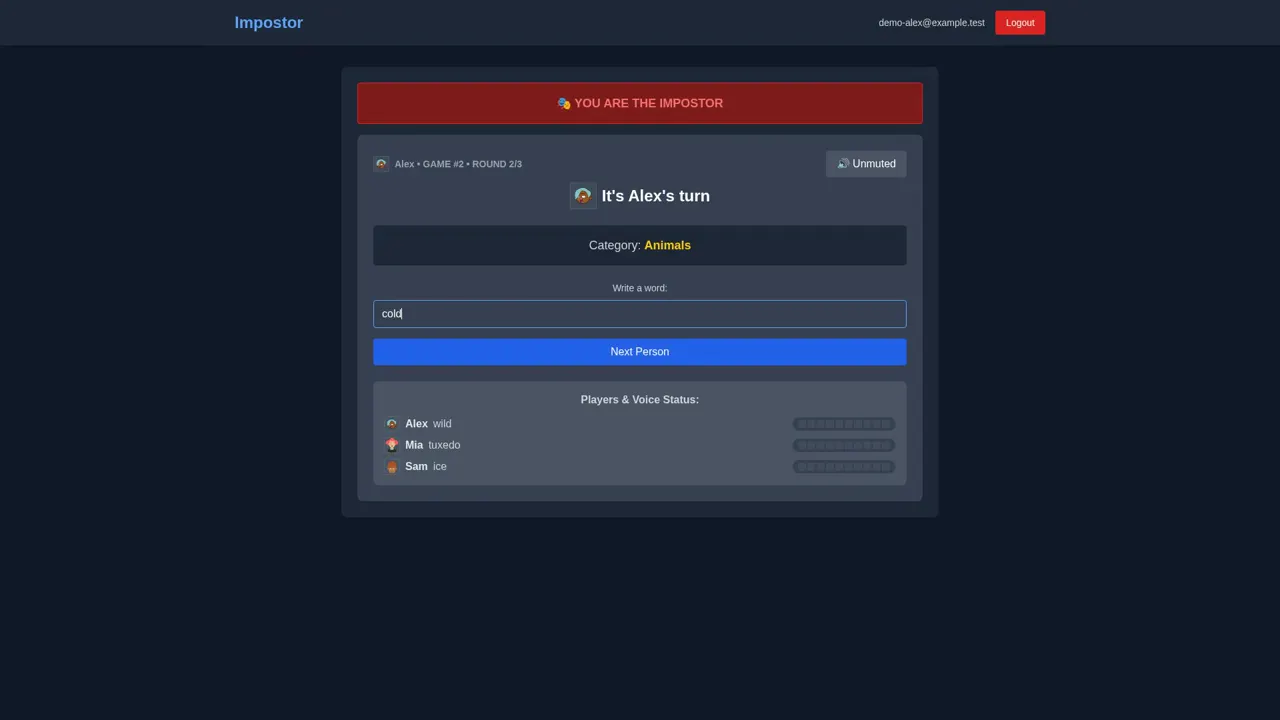 Impostor
demo-alex@example.test
Logout
🎭 YOU ARE THE IMPOSTOR
Alex • GAME #2 • ROUND 2/3
🔊 Unmuted
It's Alex's turn
Category: Animals
Write a word:
cold
Next Person
Players & Voice Status:
Alex wild
Mia tuxedo
Sam ice